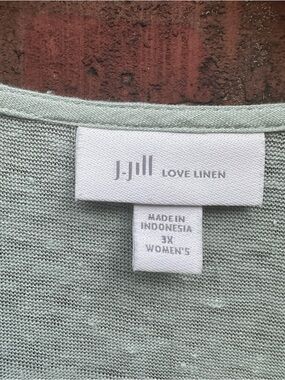 J.Jill LOVE LINEN
MADE IN
INDONESIA
3X
WOMEN'S